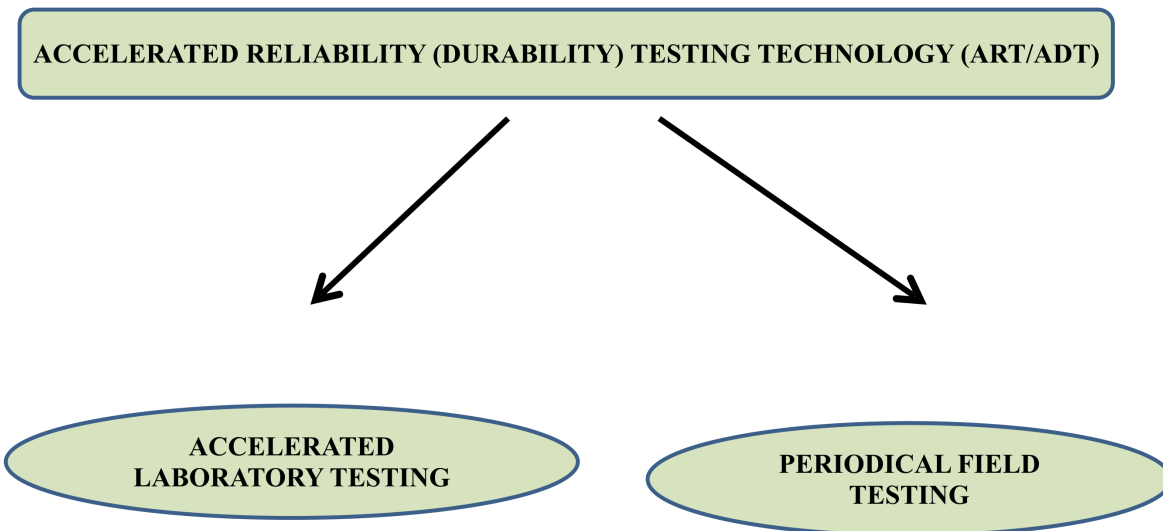 ACCELERATED RELIABILITY (DURABILITY) TESTING TECHNOLOGY (ART/ADT)
ACCELERATED
LABORATORY TESTING
PERIODICAL FIELD
TESTING